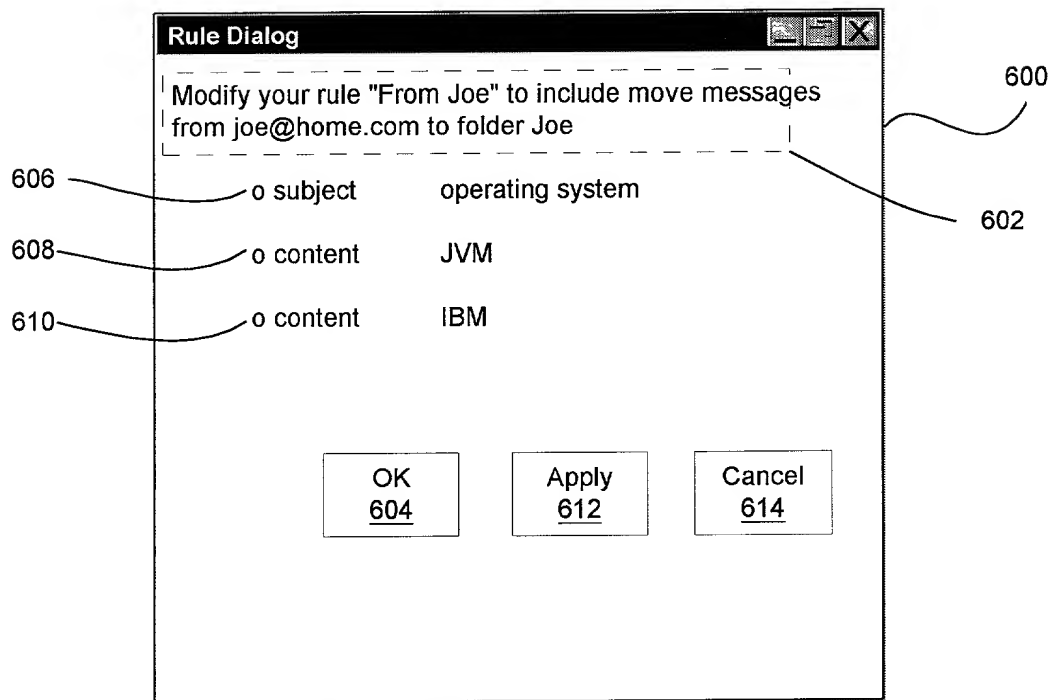 Rule Dialog
Modify your rule "From Joe" to include move messages
from joe@home.com to folder Joe
600
602
606
o subject operating system
608
o content JVM
610
o content IBM
OK
604
Apply
612
Cancel
614